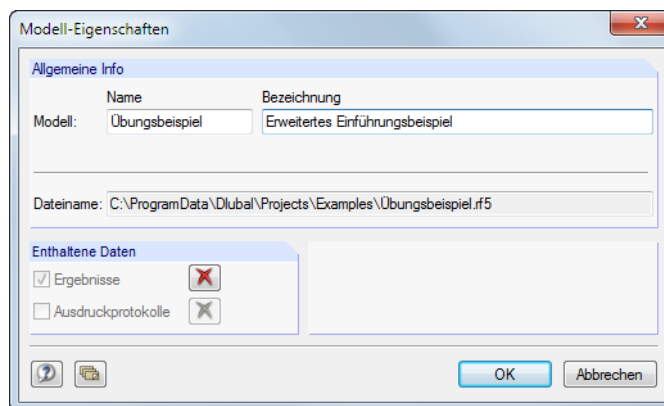 Modell-Eigenschaften
Allgemeine Info
Name Bezeichnung
Modell: Übungsbeispiel Erweitertes Einführungsbeispiel
Dateiname: C:\ProgramData\Dlubal\Projects\Examples\Übungsbeispiel.rf5
Enthaltene Daten
Ergebnisse
Ausdruckprotokolle
OK Abbrechen